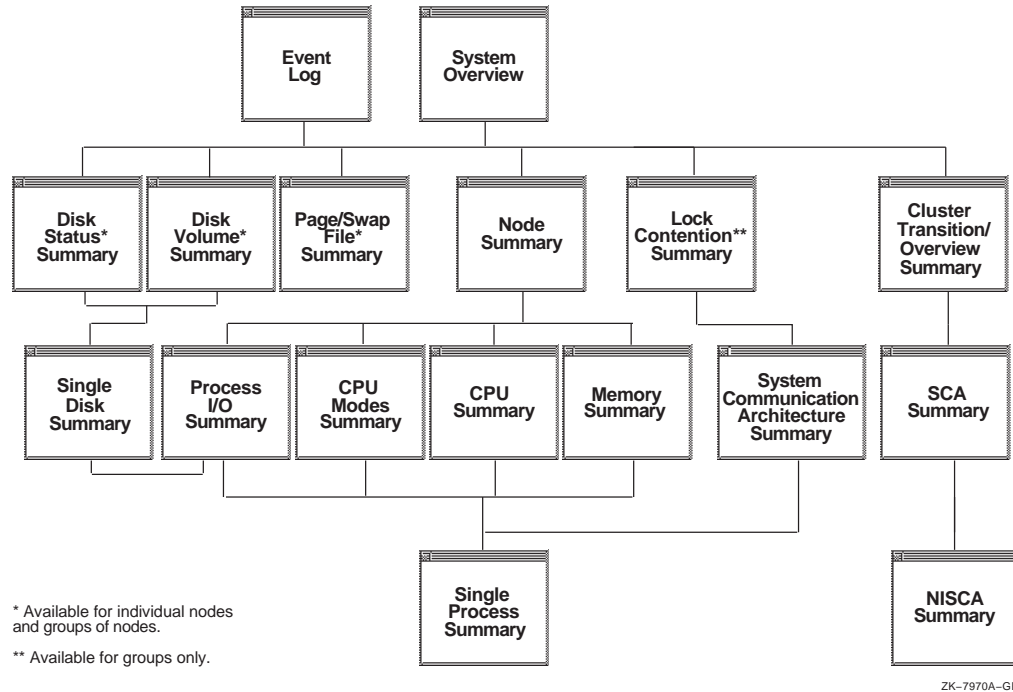 Event
Log
System
Overview
Disk
Status*
Summary
Disk
Volume*
Summary
Page/Swap
File*
Summary
Node
Summary
Lock
Contention**
Summary
Cluster
Transition/
Overview
Summary
Single
Disk
Summary
Process
I/O
Summary
CPU
Modes
Summary
CPU
Summary
Memory
Summary
System
Communication
Architecture
Summary
SCA
Summary
Single
Process
Summary
NISCA
Summary
* Available for individual nodes
and groups of nodes.
** Available for groups only.